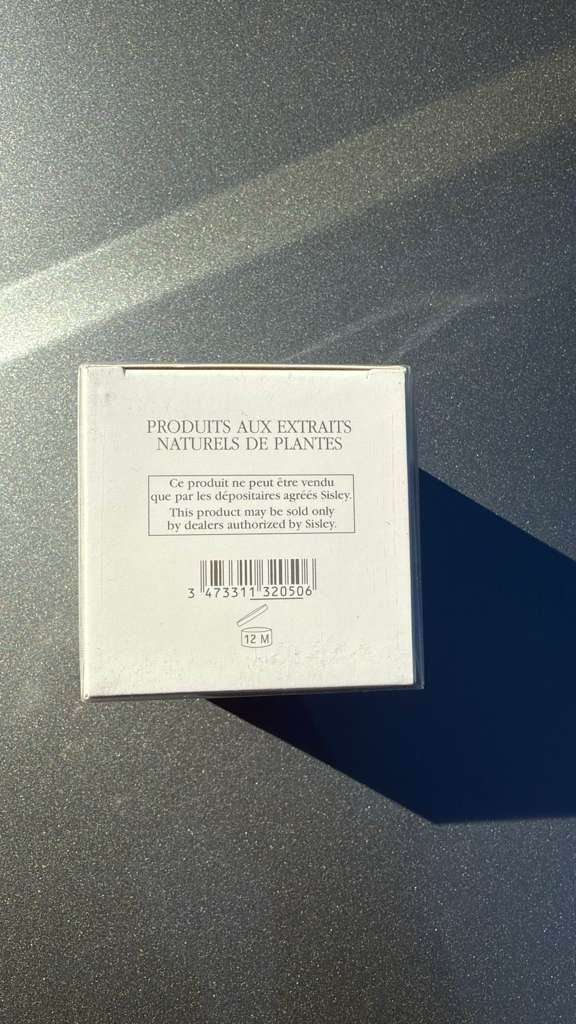 PRODUITS AUX EXTRAITS
NATURELS DE PLANTES
Ce produit ne peut être vendu
que par les dépositaires agréés Sisley.
This product may be sold only
by dealers authorized by Sisley.
3 473311 320506
12 M